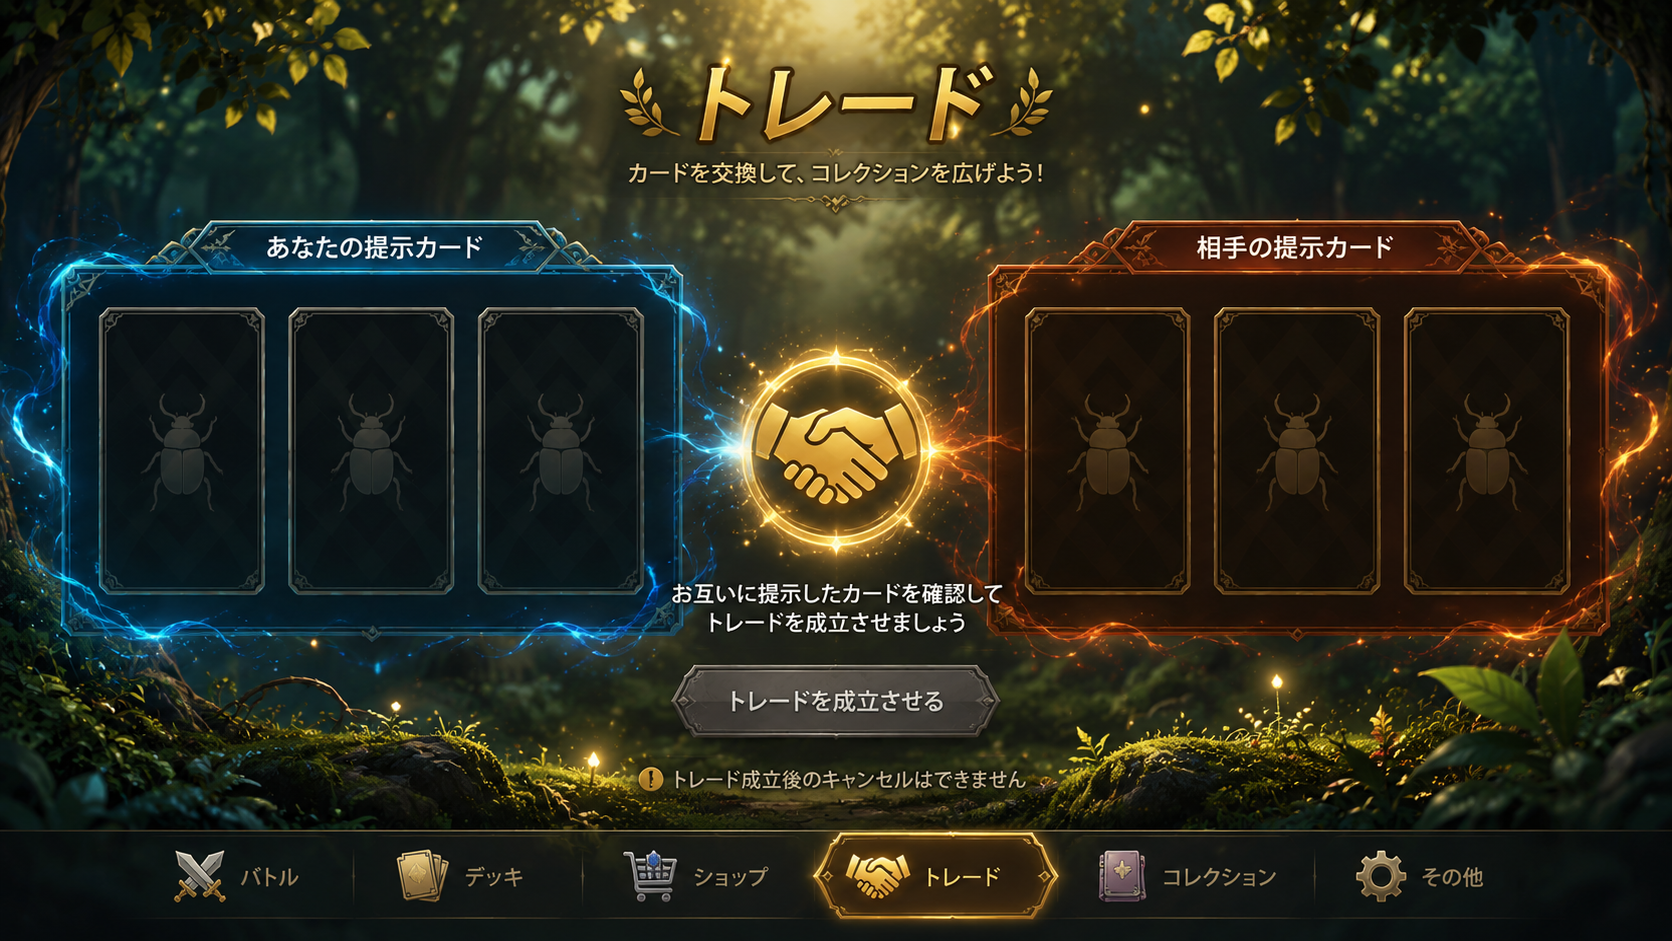 トレード
カードを交換して、コレクションを広げよう!
あなたの提示カード
相手の提示カード
お互いに提示したカードを確認して
トレードを成立させましょう
トレードを成立させる
! トレード成立後のキャンセルはできません
バトル
デッキ
ショップ
トレード
コレクション
その他